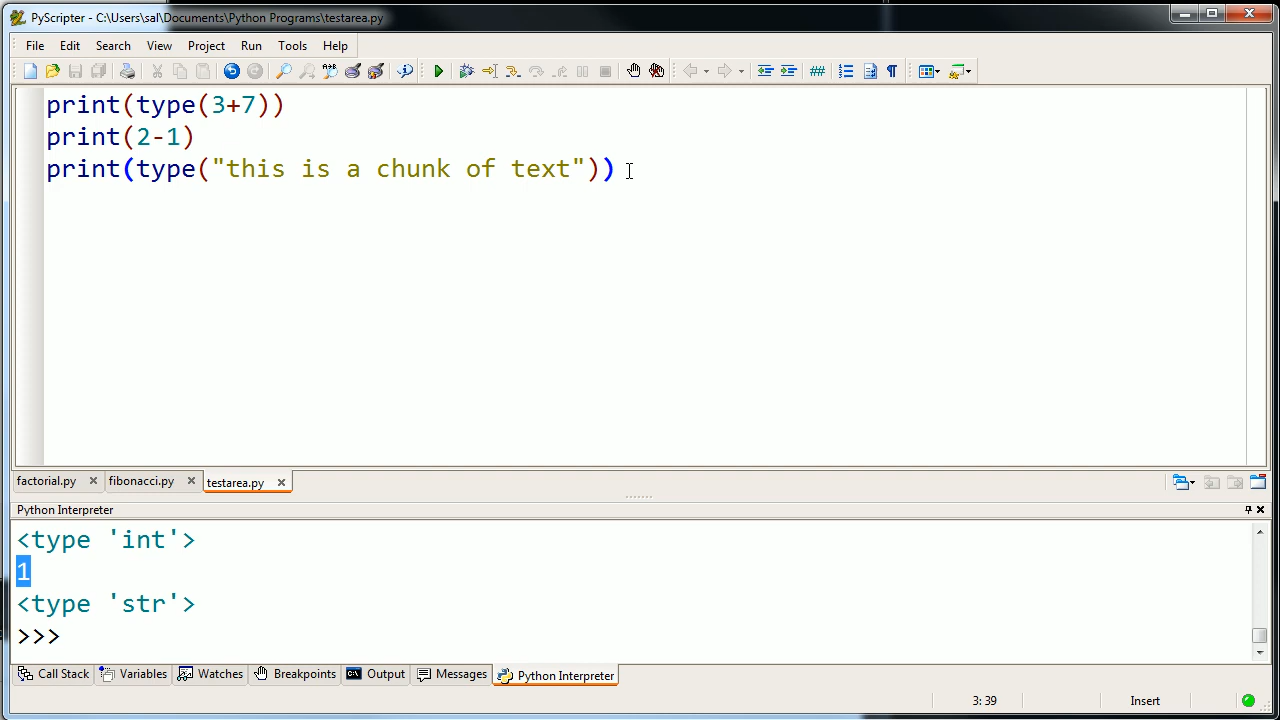 PyScripter - C:\Users\sal\Documents\Python Programs\testarea.py
File Edit Search View Project Run Tools Help
print(type(3+7))
print(2-1)
print(type("this is a chunk of text"))
factorial.py fibonacci.py testarea.py
Python Interpreter
<type 'int'>
1
<type 'str'>
>>>
Call Stack Variables Watches Breakpoints Output Messages Python Interpreter
3: 39 Insert